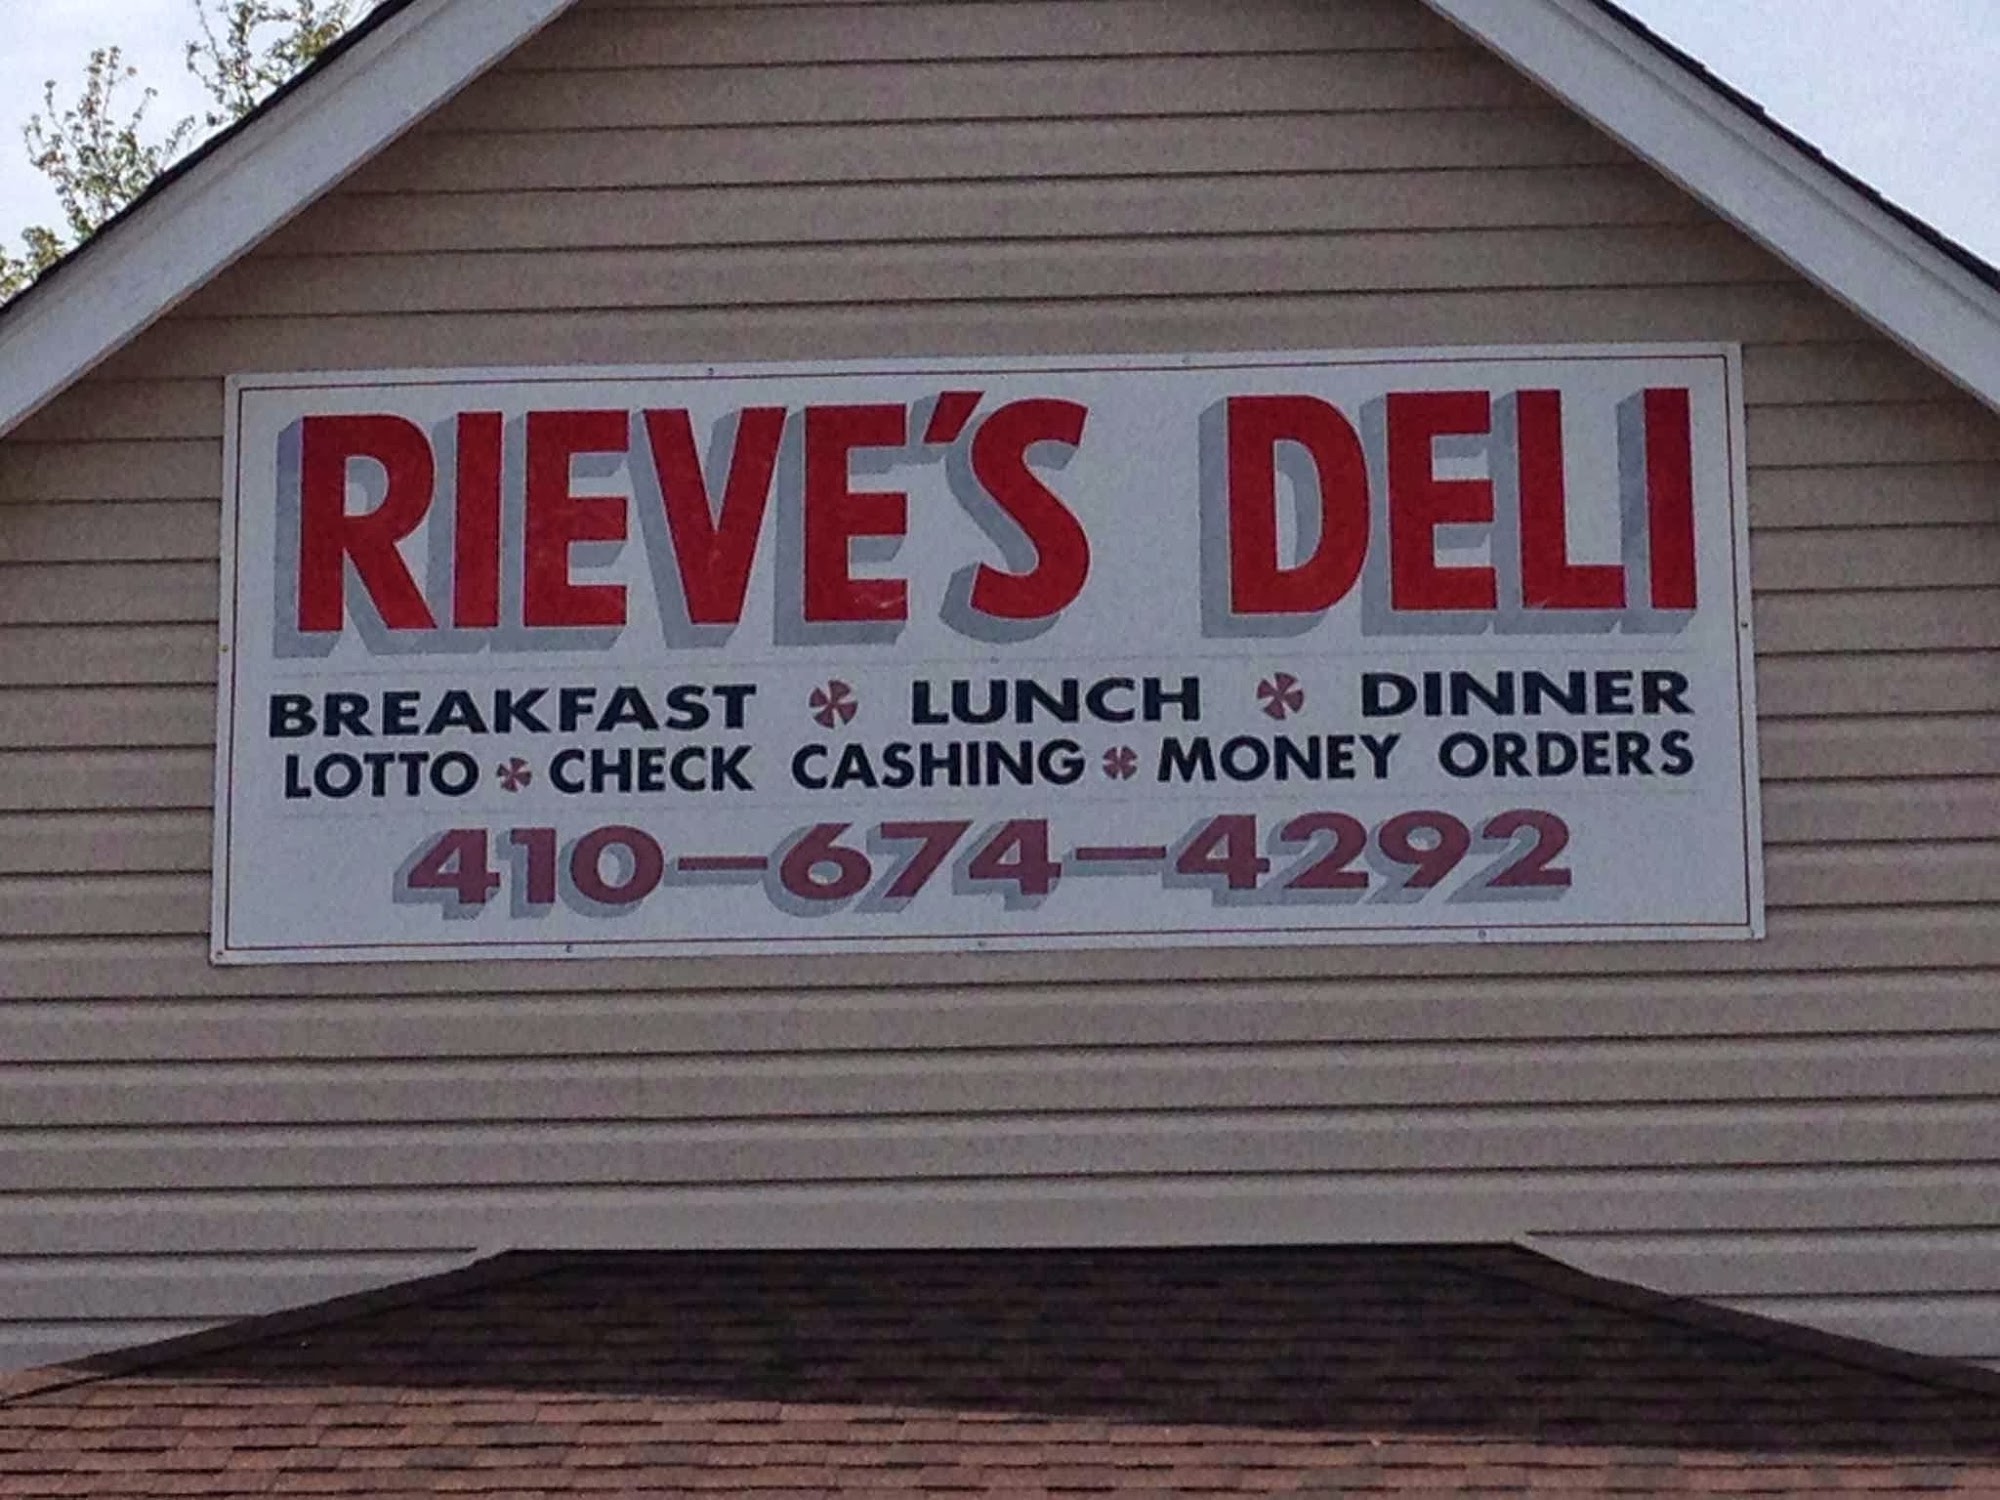 RIEVE'S DELI
BREAKFAST LUNCH DINNER
LOTTO CHECK CASHING MONEY ORDERS
410-674-4292